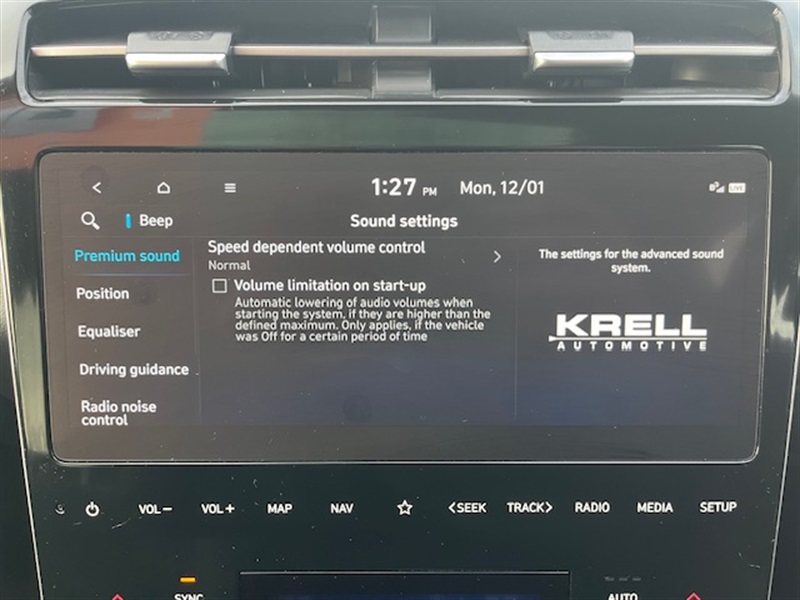 1:27 PM Mon, 12/01
LIVE
Beep
Sound settings
Premium sound
Position
Equaliser
Driving guidance
Radio noise
control
Speed dependent volume control
Normal
Volume limitation on start-up
Automatic lowering of audio volumes when
starting the system, if they are higher than the
defined maximum. Only applies, if the vehicle
was Off for a certain period of time
The settings for the advanced sound
system.
KRELL
AUTOMOTIVE
VOL− VOL+ MAP NAV <SEEK TRACK> RADIO MEDIA SETUP
SYNC AUTO